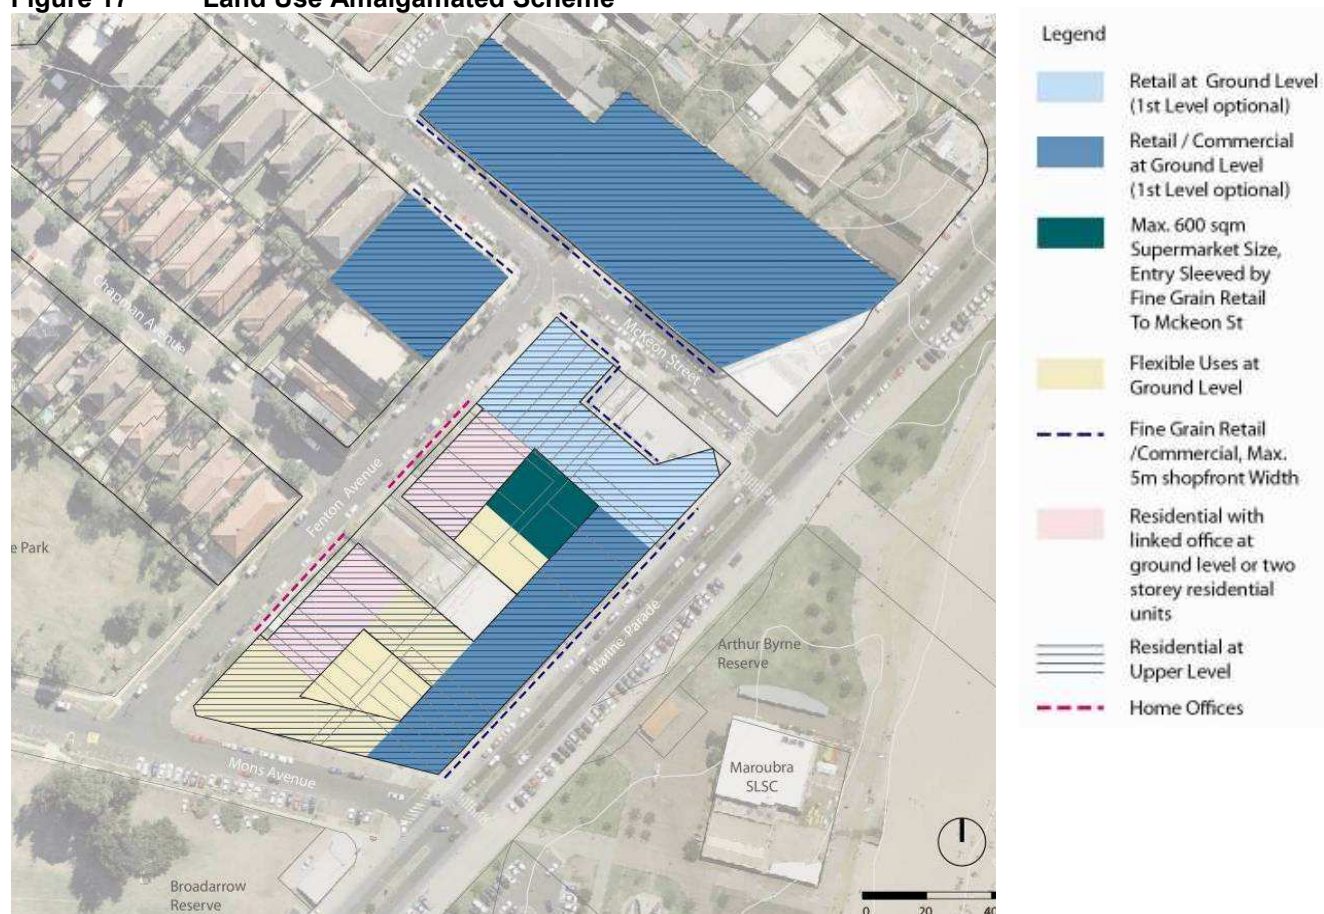 Figure 17 Land Use Amalgamated Scheme
Legend
Retail at Ground Level
(1st Level optional)
Retail / Commercial
at Ground Level
(1st Level optional)
Max. 600 sqm
Supermarket Size,
Entry Sleeved by
Fine Grain Retail
To Mckeon St
Flexible Uses at
Ground Level
Fine Grain Retail
/Commercial, Max.
5m shopfront Width
Residential with
linked office at
ground level or two
storey residential
units
Residential at
Upper Level
Home Offices
Chapman Avenue
McKeon Street
Fenton Avenue
e Park
Marine Parade
Arthur Byrne
Reserve
Maroubra
SLSC
Mons Avenue
Broadarrow
Reserve
0 20 40